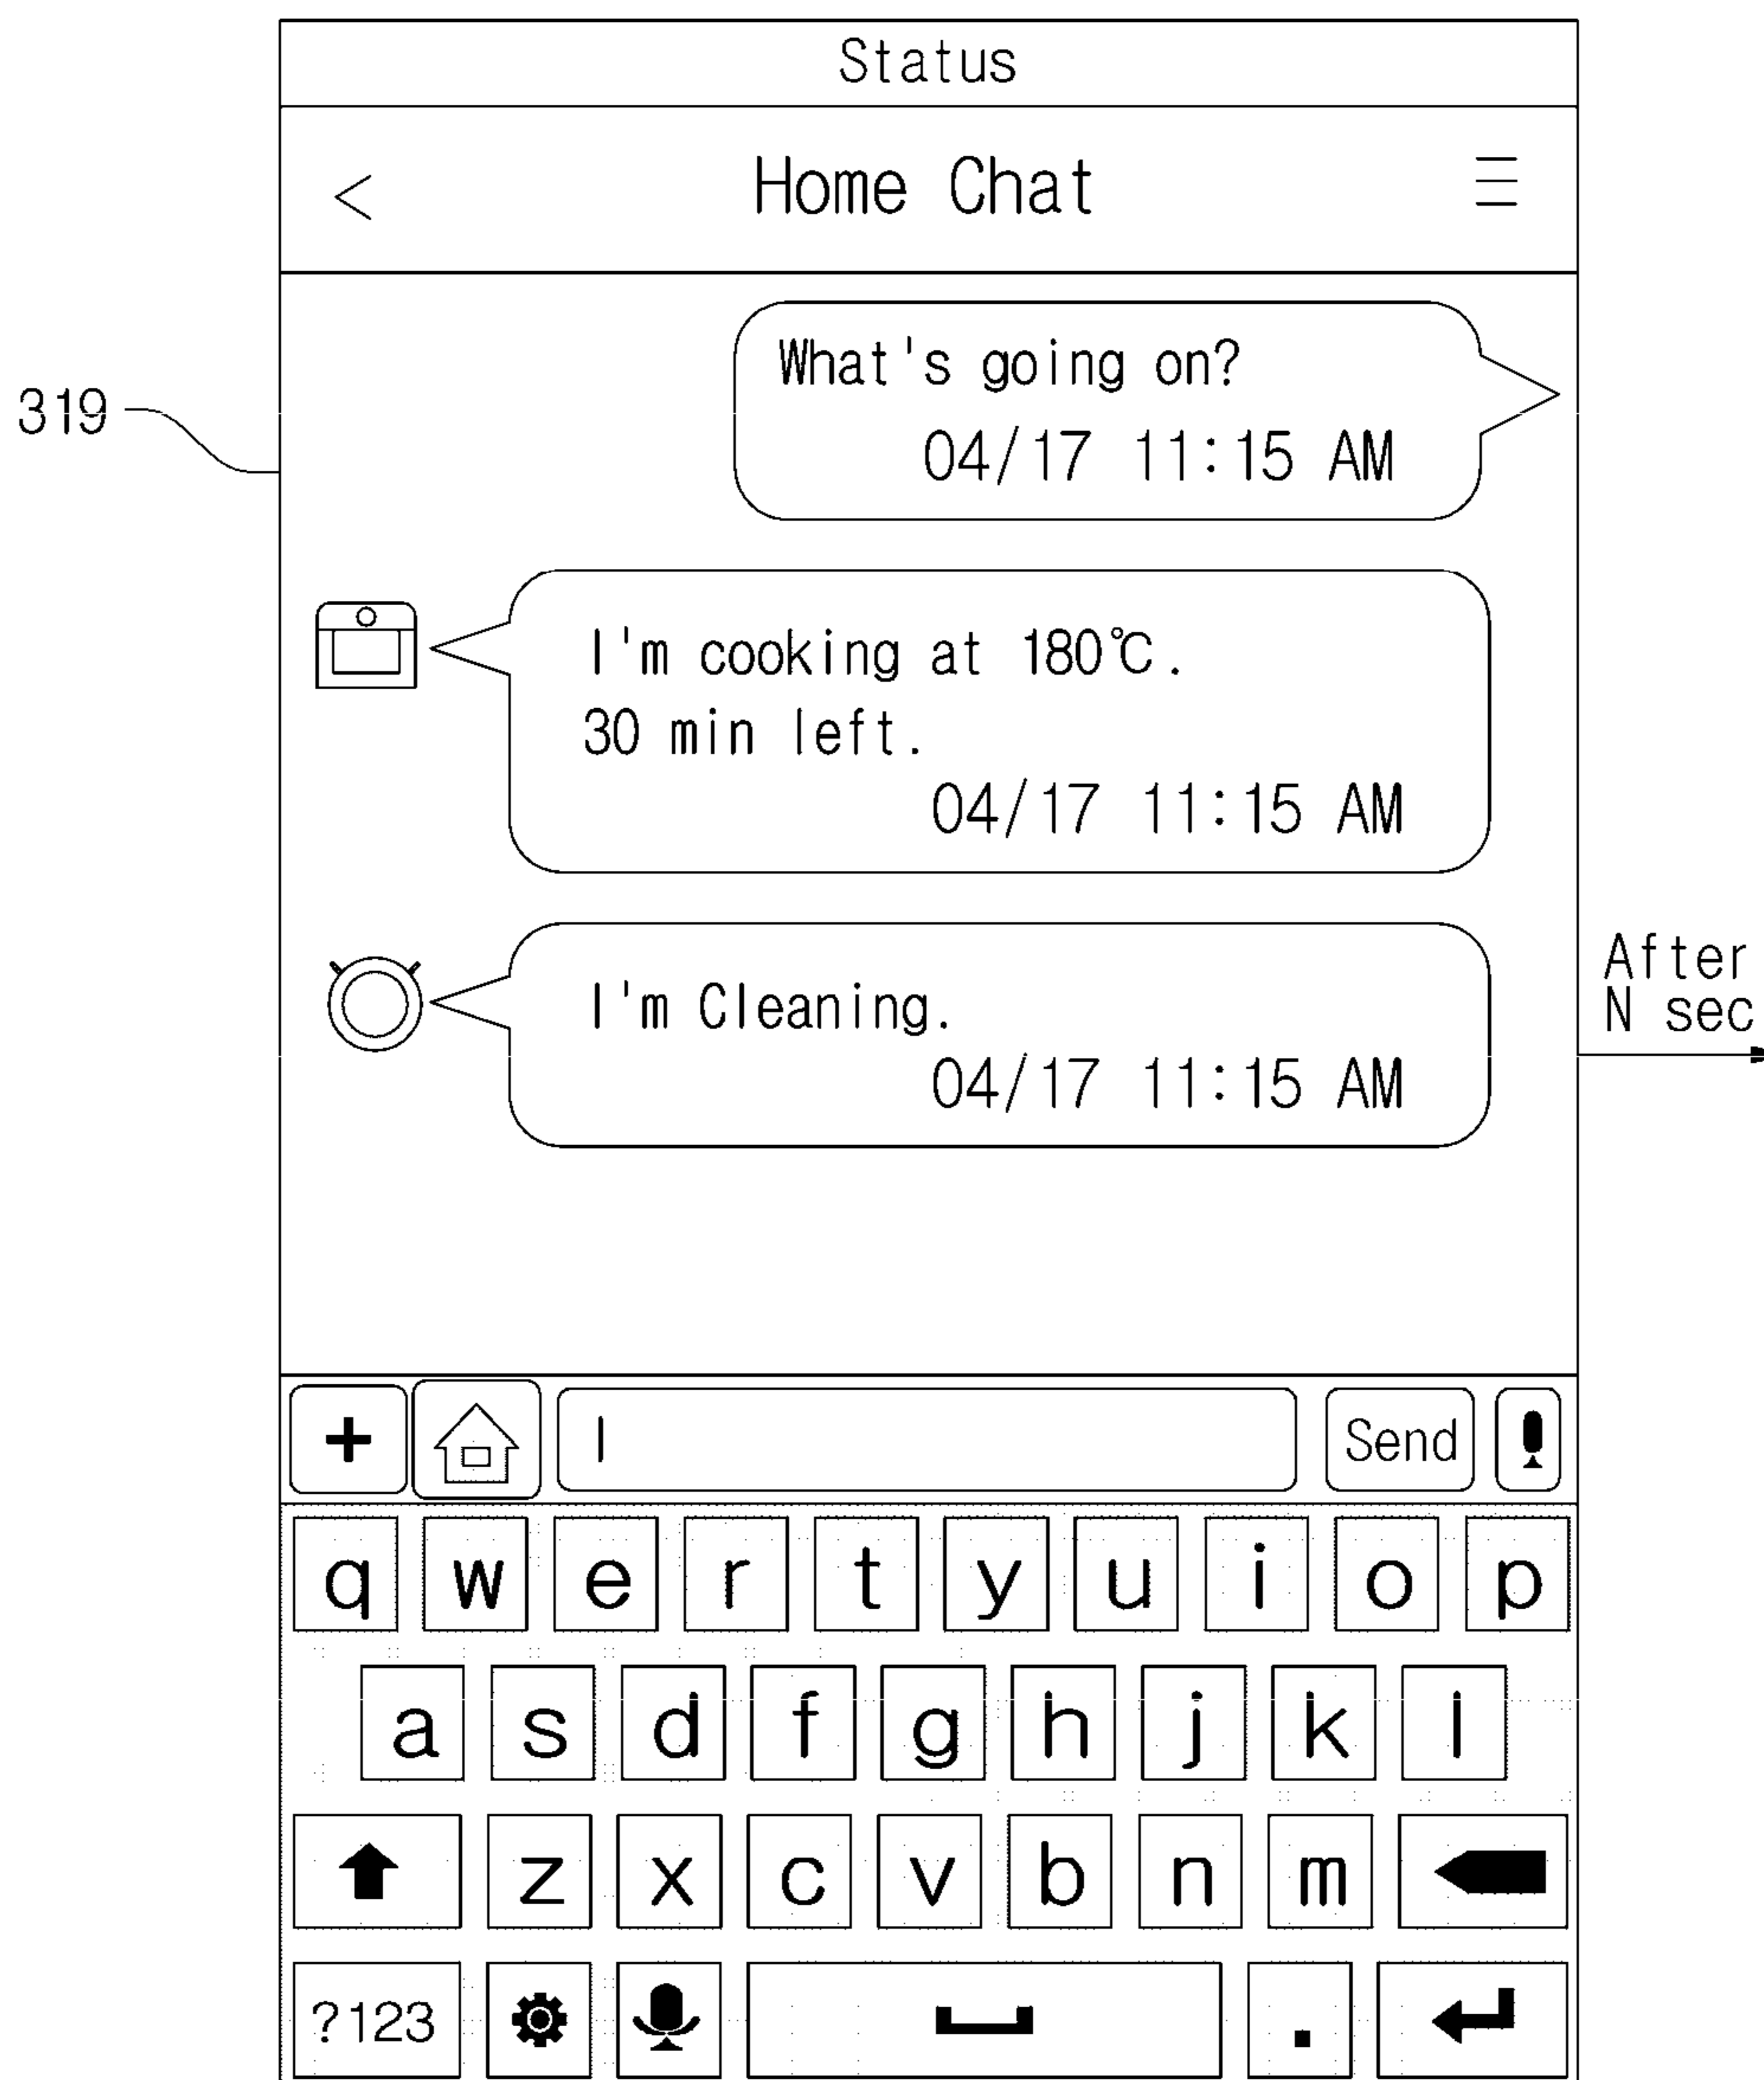 Status
< Home Chat
What's going on?
04/17 11:15 AM
319
I'm cooking at 180℃.
30 min left.
04/17 11:15 AM
I'm Cleaning.
04/17 11:15 AM
After
N sec
+ Send
q w e r t y u i o p
a s d f g h j k l
z x c v b n m
?123 .